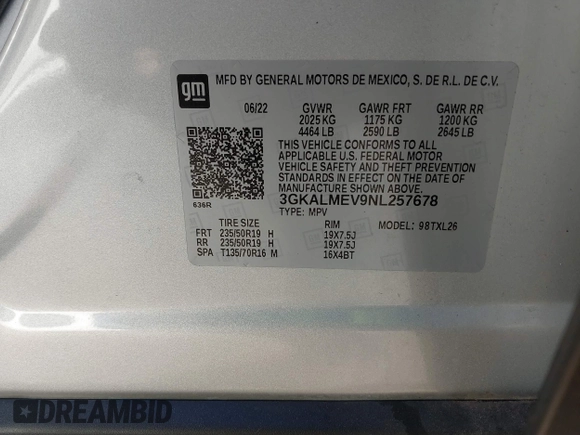 gm
MFD BY GENERAL MOTORS DE MEXICO, S. DE R.L. DE C.V.
06/22 GVWR GAWR FRT GAWR RR
2025 KG 1175 KG 1200 KG
4464 LB 2590 LB 2645 LB
THIS VEHICLE CONFORMS TO ALL
APPLICABLE U.S. FEDERAL MOTOR
VEHICLE SAFETY AND THEFT PREVENTION
STANDARDS IN EFFECT ON THE DATE OF
MANUFACTURE SHOWN ABOVE.
636R
3GKALMEV9NL257678
TYPE: MPV MODEL: 98TXL26
TIRE SIZE RIM
FRT 235/50R19 H 19X7.5J
RR 235/50R19 H 19X7.5J
SPA T135/70R16 M 16X4BT
DREAMBID